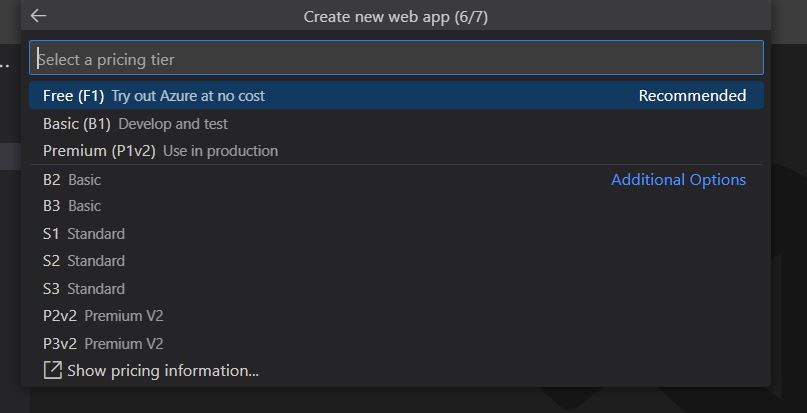 Create new web app (6/7)
Select a pricing tier
Free (F1) Try out Azure at no cost Recommended
Basic (B1) Develop and test
Premium (P1v2) Use in production
B2 Basic Additional Options
B3 Basic
S1 Standard
S2 Standard
S3 Standard
P2v2 Premium V2
P3v2 Premium V2
Show pricing information...